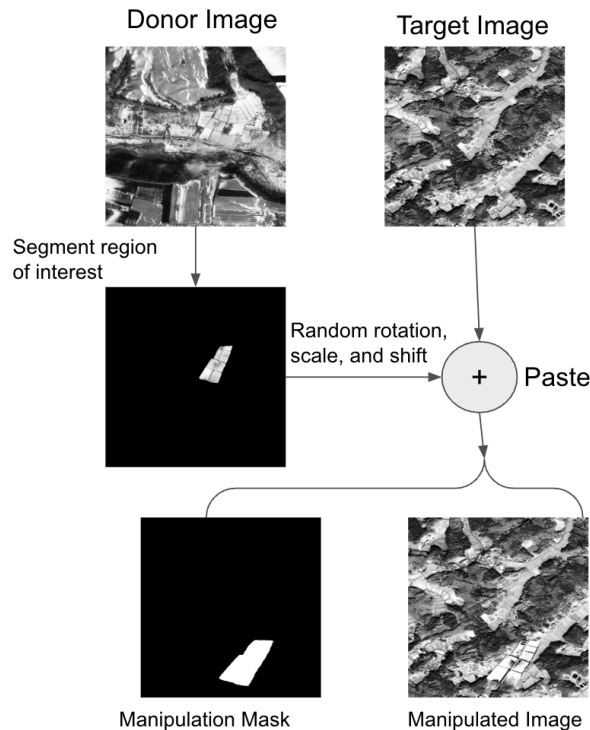 Donor Image
Target Image
Segment region
of interest
Random rotation,
scale, and shift
+
Paste
Manipulation Mask
Manipulated Image